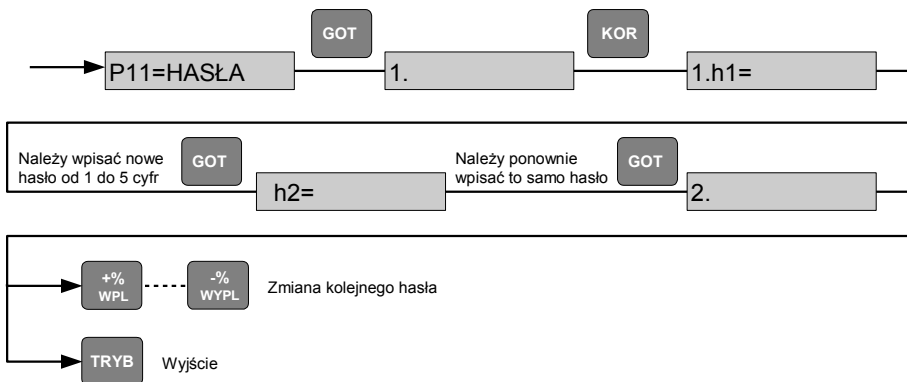 GOT
KOR
P11=HASŁA
1.
1.h1=
Należy wpisać nowe
hasło od 1 do 5 cyfr
GOT
h2=
Należy ponownie
wpisać to samo hasło
GOT
2.
+%
WPL
-%
WYPL
Zmiana kolejnego hasła
TRYB
Wyjście